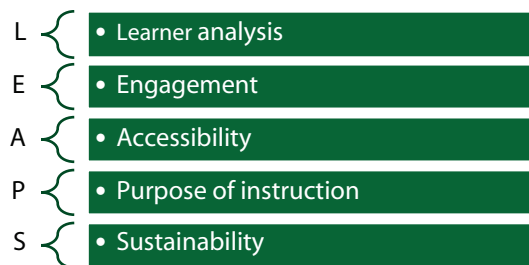 L • Learner analysis
E • Engagement
A • Accessibility
P • Purpose of instruction
S • Sustainability